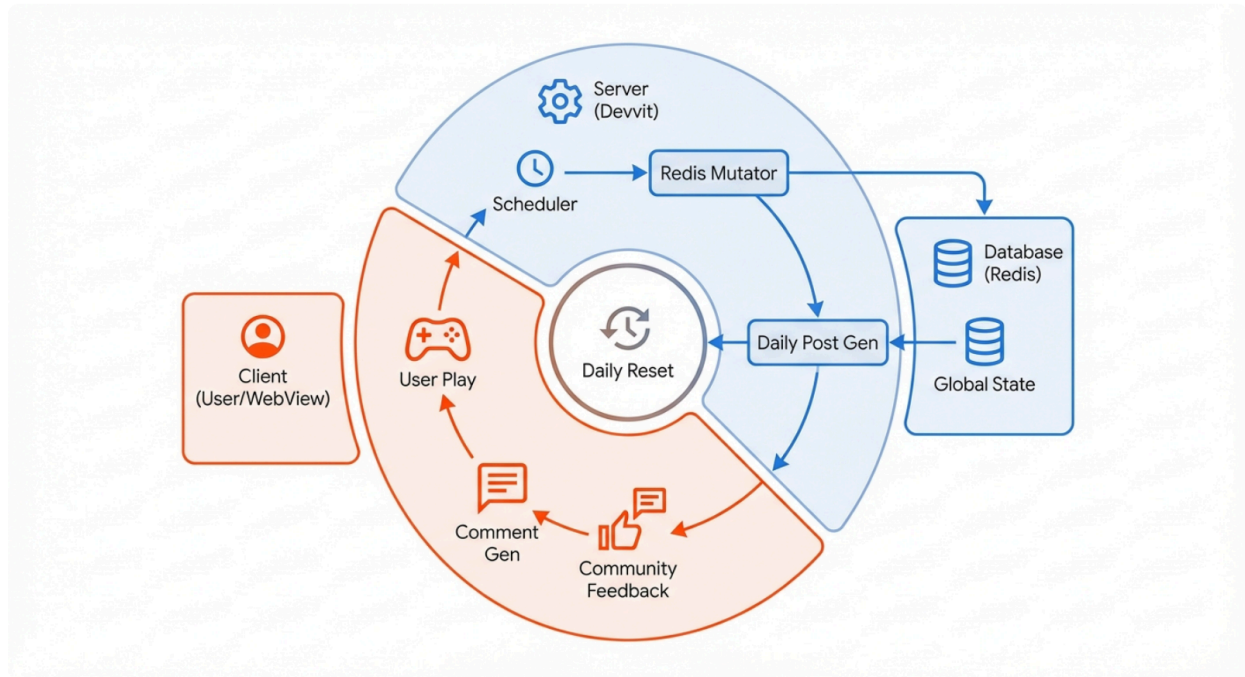 Server
(Devvit)
Scheduler
Redis Mutator
Database
(Redis)
Daily Post Gen
Global State
Daily Reset
Client
(User/WebView)
User Play
Comment
Gen
Community
Feedback